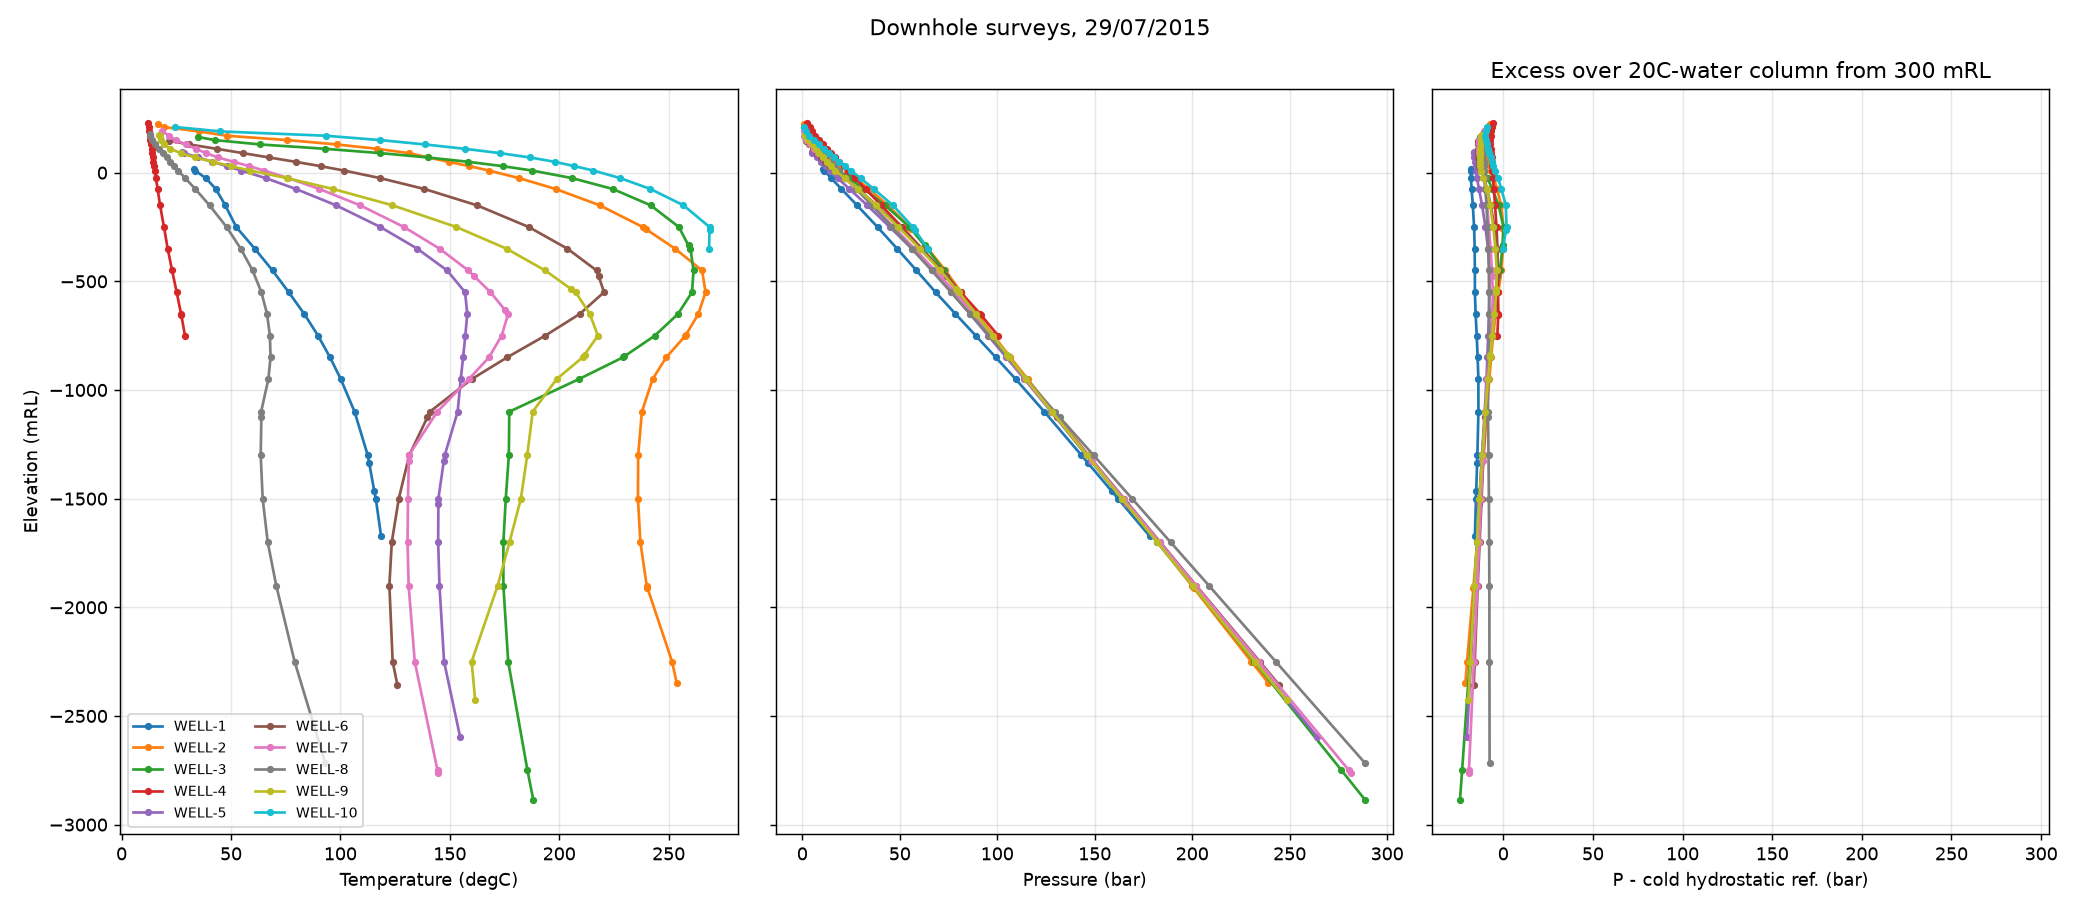 Downhole surveys, 29/07/2015
Excess over 20C-water column from 300 mRL
Elevation (mRL)
0
−500
−1000
−1500
−2000
−2500
−3000
WELL-1
WELL-2
WELL-3
WELL-4
WELL-5
WELL-6
WELL-7
WELL-8
WELL-9
WELL-10
0 50 100 150 200 250
Temperature (degC)
0 50 100 150 200 250 300
Pressure (bar)
0 50 100 150 200 250 300
P - cold hydrostatic ref. (bar)